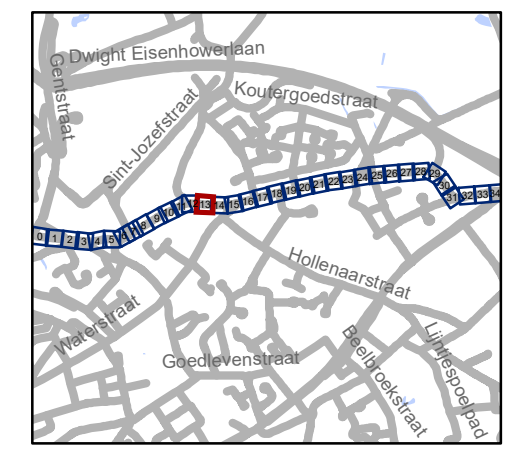 Dwight Eisenhowerlaan
Gentstraat
Koutergoedstraat
Sint-Jozefstraat
0 1 2 3 4 5 6 7 8 9 10 11 12 13 14 15 16 17 18 19 20 21 22 23 24 25 26 27 28 29 30 31 32 33 34
Hollenaarstraat
Waterstraat
Goedlevenstraat
Beelbroekstraat
Lijntjespoelpad